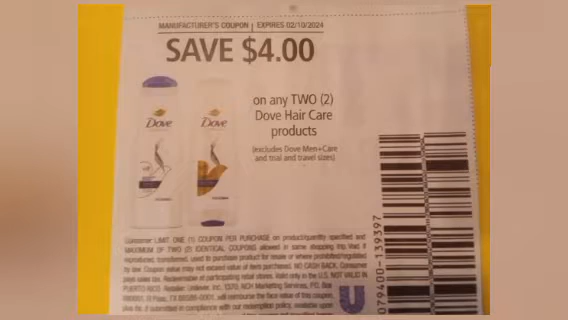 MANUFACTURER'S COUPON | EXPIRES 02/10/2024
SAVE $4.00
on any TWO (2)
Dove Hair Care
products
(excludes Dove Men+Care
and trial and travel sizes)
Dove
Dove
Consumer: LIMIT ONE (1) COUPON PER PURCHASE on product/quantity specified and
MAXIMUM OF TWO (2) IDENTICAL COUPONS allowed in same shopping trip. Void if
reproduced, transferred, used to purchase product for resale or where prohibited/regulated
by law. Coupon value may not exceed value of item purchased. NO CASH BACK. Consumer
pays sales tax. Redeemable at participating retail stores. Valid only in the U.S. NOT VALID IN
PUERTO RICO. Retailer: Unilever, Inc. 1370, NCH Marketing Services, P.O. Box
El Paso, TX will reimburse the face value of this coupon,
plus 8¢, if submitted in compliance with our redemption policy, available upon
079400-139397